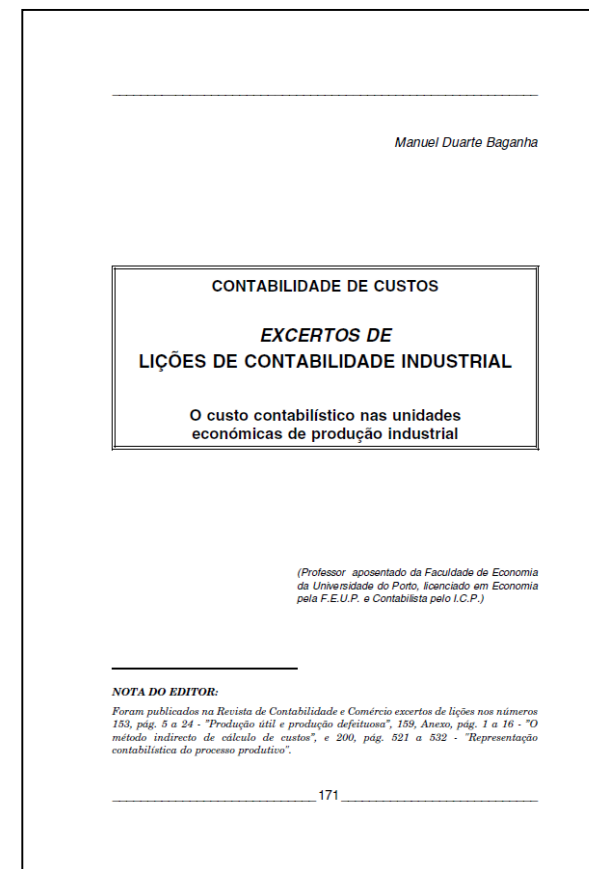 Manuel Duarte Baganha
CONTABILIDADE DE CUSTOS
EXCERTOS DE
LIÇÕES DE CONTABILIDADE INDUSTRIAL
O custo contabilístico nas unidades
económicas de produção industrial
(Professor aposentado da Faculdade de Economia
da Universidade do Porto, licenciado em Economia
pela F.E.U.P. e Contabilista pelo I.C.P.)
NOTA DO EDITOR:
Foram publicados na Revista de Contabilidade e Comércio excertos de lições nos números
153, pág. 5 a 24 - "Produção útil e produção defeituosa", 159, Anexo, pág. 1 a 16 - "O
método indirecto de cálculo de custos", e 200, pág. 521 a 532 - "Representação
contabilística do processo produtivo".
171